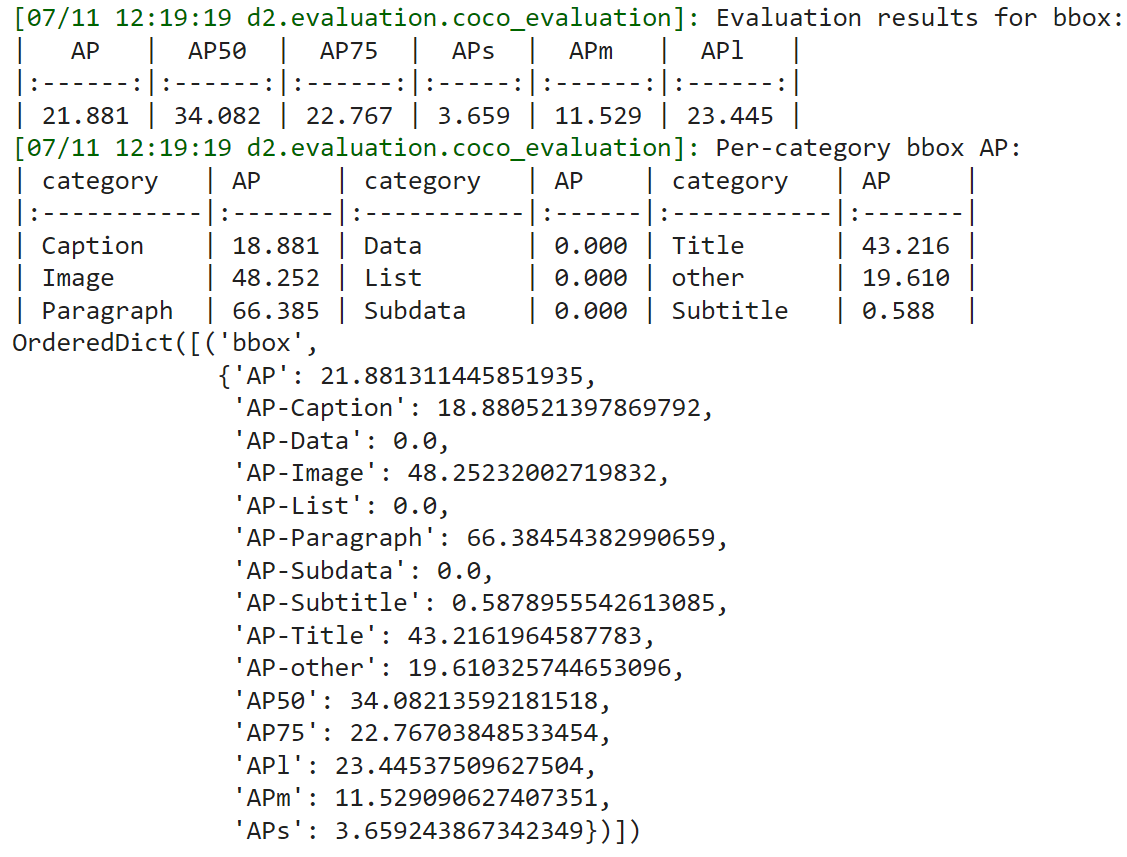 [07/11 12:19:19 d2.evaluation.coco_evaluation]: Evaluation results for bbox:
|   AP   |  AP50  |  AP75  |  APs  |  APm   |  APl   |
|:------:|:------:|:------:|:-----:|:------:|:------:|
| 21.881 | 34.082 | 22.767 | 3.659 | 11.529 | 23.445 |
[07/11 12:19:19 d2.evaluation.coco_evaluation]: Per-category bbox AP:
| category   | AP     | category   | AP    | category   | AP     |
|:-----------|:-------|:-----------|:------|:-----------|:-------|
| Caption    | 18.881 | Data       | 0.000 | Title      | 43.216 |
| Image      | 48.252 | List       | 0.000 | other      | 19.610 |
| Paragraph  | 66.385 | Subdata    | 0.000 | Subtitle   | 0.588  |
OrderedDict([('bbox',
              {'AP': 21.881311445851935,
               'AP-Caption': 18.880521397869792,
               'AP-Data': 0.0,
               'AP-Image': 48.25232002719832,
               'AP-List': 0.0,
               'AP-Paragraph': 66.38454382990659,
               'AP-Subdata': 0.0,
               'AP-Subtitle': 0.5878955542613085,
               'AP-Title': 43.2161964587783,
               'AP-other': 19.610325744653096,
               'AP50': 34.08213592181518,
               'AP75': 22.76703848533454,
               'APl': 23.44537509627504,
               'APm': 11.529090627407351,
               'APs': 3.659243867342349})])